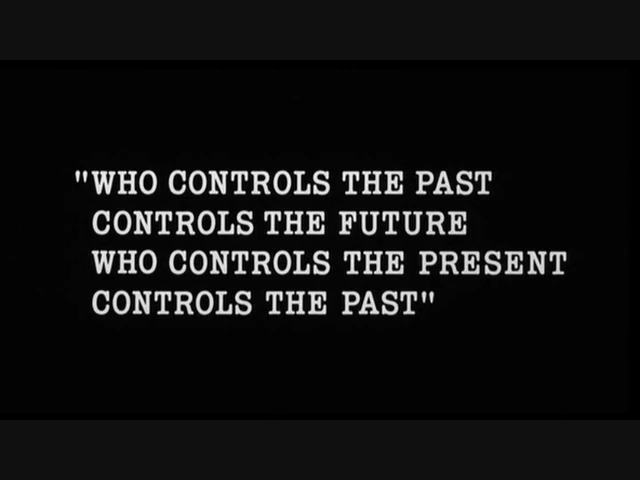 "WHO CONTROLS THE PAST
CONTROLS THE FUTURE
WHO CONTROLS THE PRESENT
CONTROLS THE PAST"